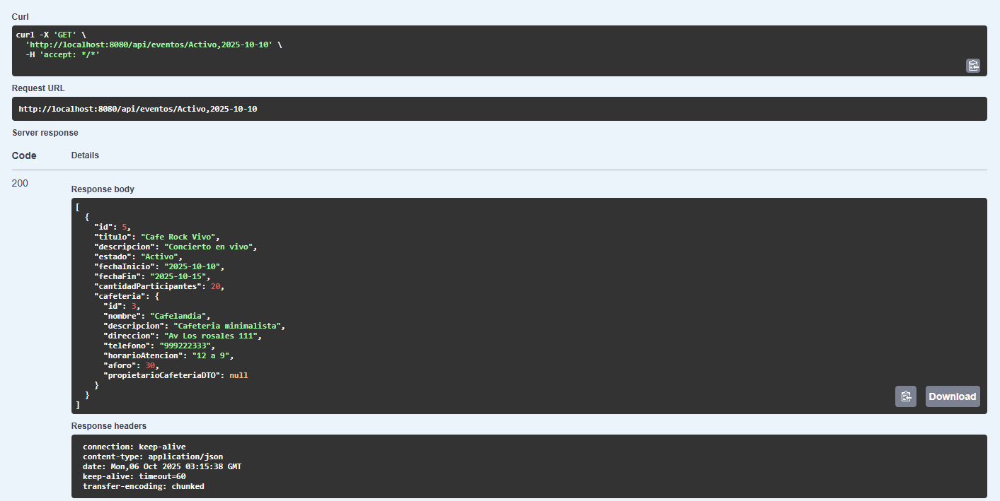 Curl
curl -X 'GET' \
  'http://localhost:8080/api/eventos/Activo,2025-10-10' \
  -H 'accept: */*'
Request URL
http://localhost:8080/api/eventos/Activo,2025-10-10
Server response
Code Details
200
Response body
[
  {
    "id": 5,
    "titulo": "Cafe Rock Vivo",
    "descripcion": "Concierto en vivo",
    "estado": "Activo",
    "fechaInicio": "2025-10-10",
    "fechaFin": "2025-10-15",
    "cantidadParticipantes": 20,
    "cafeteria": {
      "id": 3,
      "nombre": "Cafelandia",
      "descripcion": "Cafeteria minimalista",
      "direccion": "Av Los rosales 111",
      "telefono": "999222333",
      "horarioAtencion": "12 a 9",
      "aforo": 30,
      "propietarioCafeteriaDTO": null
    }
  }
]
Download
Response headers
connection: keep-alive
content-type: application/json
date: Mon,06 Oct 2025 03:15:38 GMT
keep-alive: timeout=60
transfer-encoding: chunked